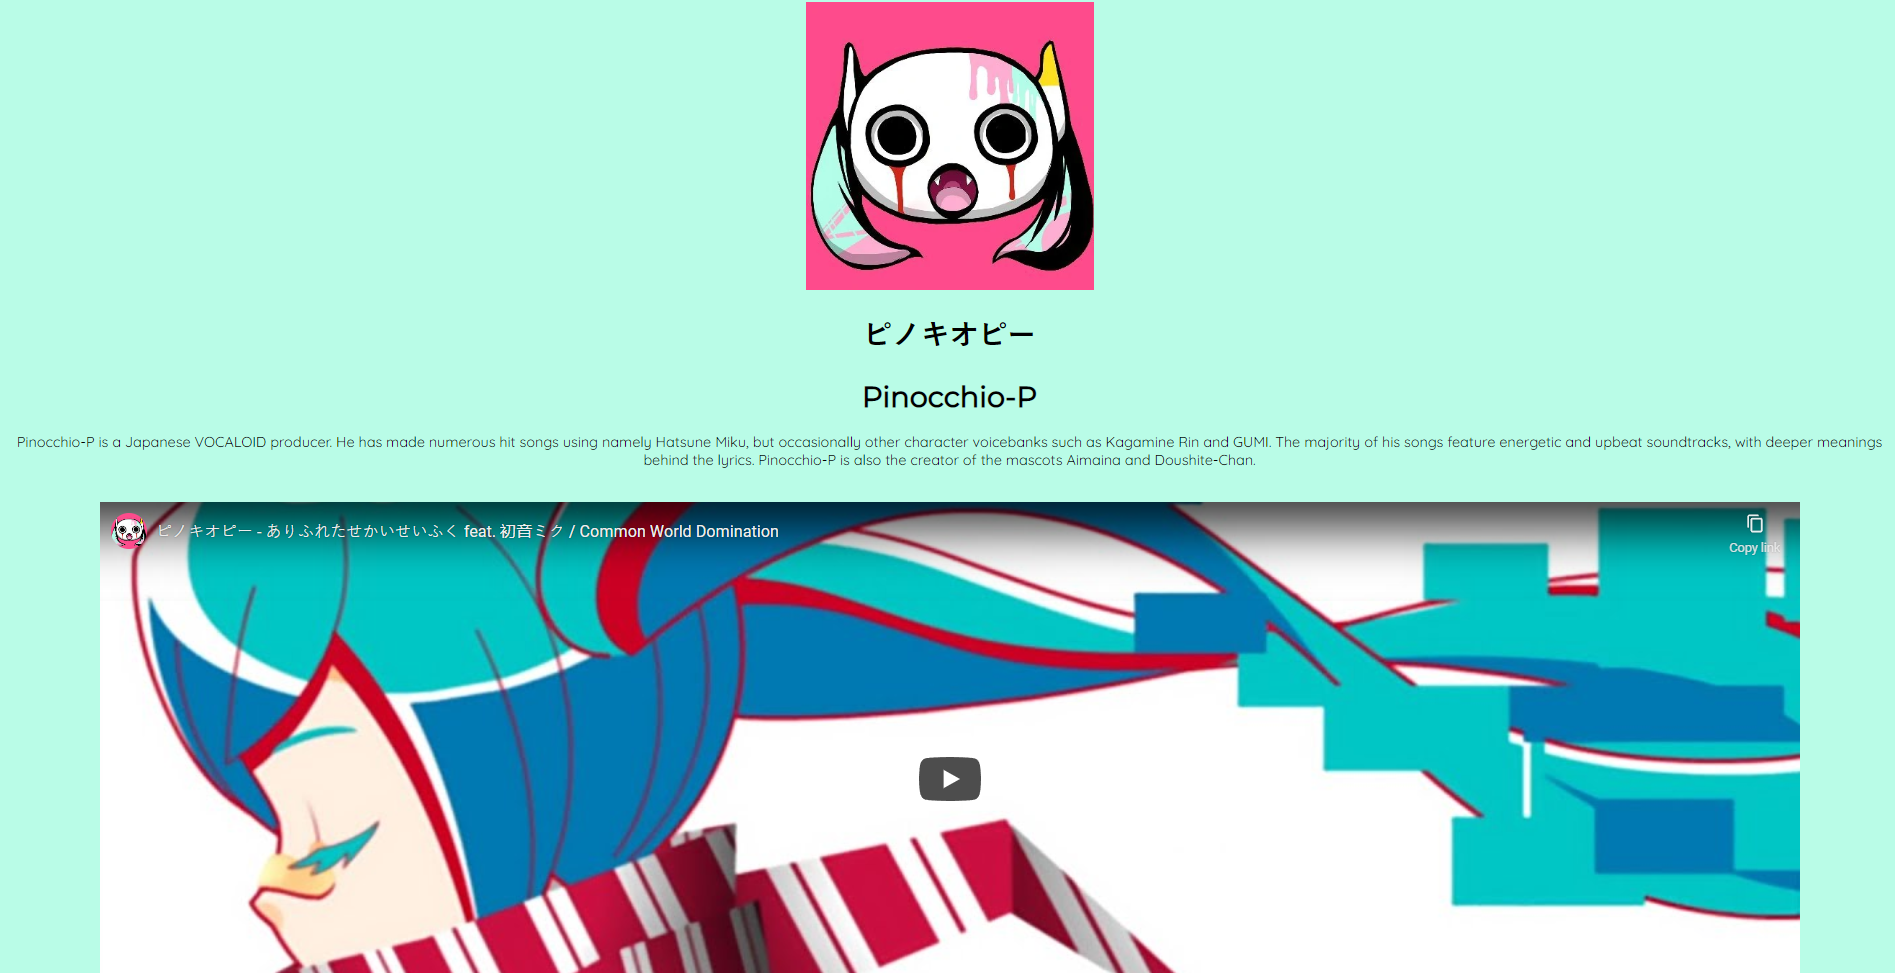 ピノキオピー
Pinocchio-P
Pinocchio-P is a Japanese VOCALOID producer. He has made numerous hit songs using namely Hatsune Miku, but occasionally other character voicebanks such as Kagamine Rin and GUMI. The majority of his songs feature energetic and upbeat soundtracks, with deeper meanings
behind the lyrics. Pinocchio-P is also the creator of the mascots Aimaina and Doushite-Chan.
ピノキオピー - ありふれたせかいせいふく feat. 初音ミク / Common World Domination
Copy link